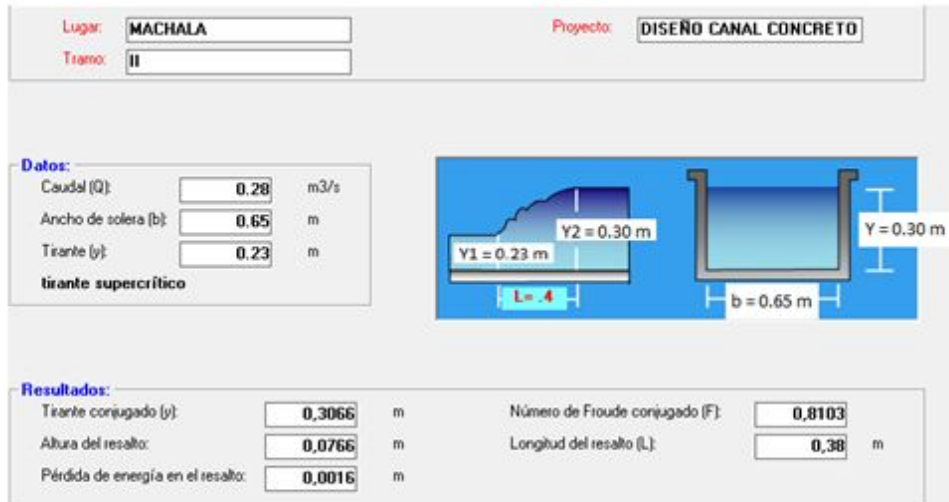 Lugar: MACHALA Proyecto: DISEÑO CANAL CONCRETO
Tramo: II
Datos:
Caudal (Q): 0.28 m3/s
Ancho de solera (b): 0.65 m
Tirante (y): 0.23 m
tirante supercrítico
Y1 = 0.23 m
Y2 = 0.30 m
L= .4
Y = 0.30 m
b = 0.65 m
Resultados:
Tirante conjugado (y): 0,3066 m Número de Froude conjugado (F): 0,8103
Altura del resalto: 0,0766 m Longitud del resalto (L): 0,38 m
Pérdida de energía en el resalto: 0,0016 m